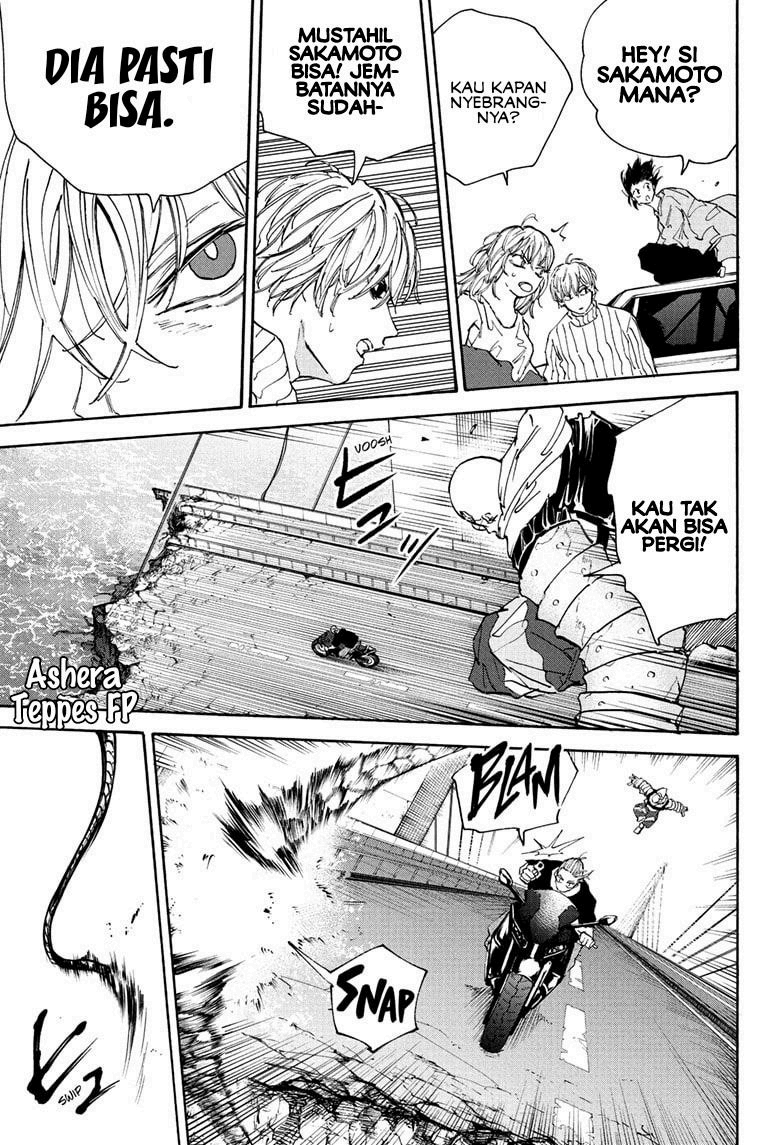 HEY! SI
SAKAMOTO
MANA?
KAU KAPAN
NYEBRANG-
NYA?
MUSTAHIL
SAKAMOTO
BISA! JEM-
BATANNYA
SUDAH-
DIA PASTI
BISA.
VOOSH
KAU TAK
AKAN BISA
PERGI!
Ashera
Teppes FP
BLAM
SNAP
SWIP